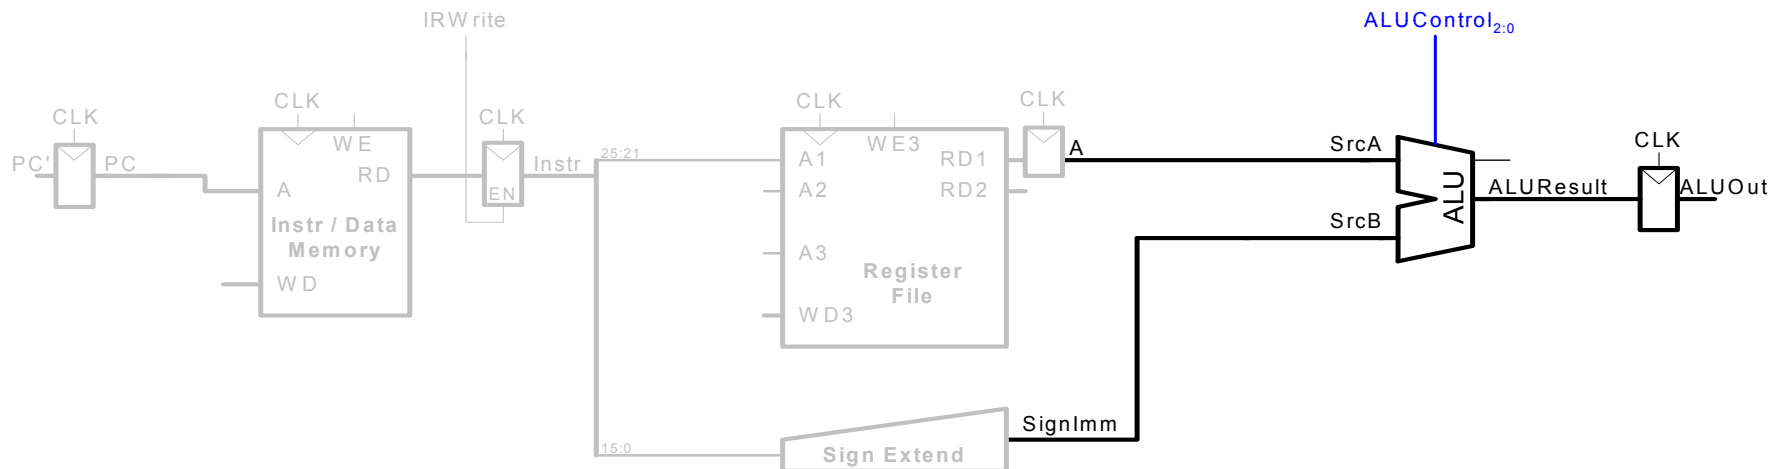 IRWrite
ALUControl2:0
CLK
CLK
CLK
CLK
CLK
CLK
PC'
PC
WE
RD
A
Instr / Data
Memory
WD
EN
Instr
25:21
A1
A2
A3
WD3
WE3
RD1
RD2
Register
File
A
SrcA
SrcB
ALU
ALUResult
ALUOut
SignImm
15:0
Sign Extend